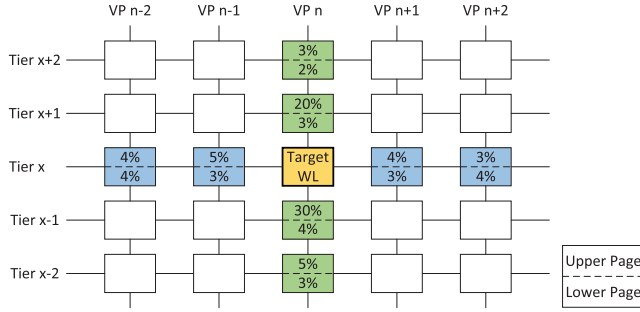 VP n-2 VP n-1 VP n VP n+1 VP n+2
Tier x+2 3%
2%
Tier x+1 20%
3%
Tier x 4% 5% Target 4% 3%
4% 3% WL 3% 4%
Tier x-1 30%
4%
Tier x-2 5%
3%
Upper Page
Lower Page